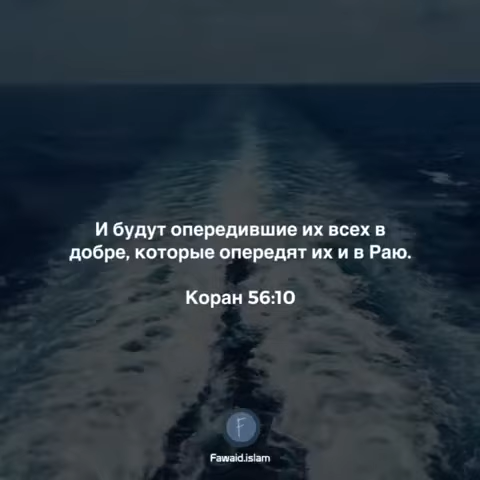 И будут опередившие их всех в
добре, которые опередят их и в Раю.
Коран 56:10
F
Fawaid.islam